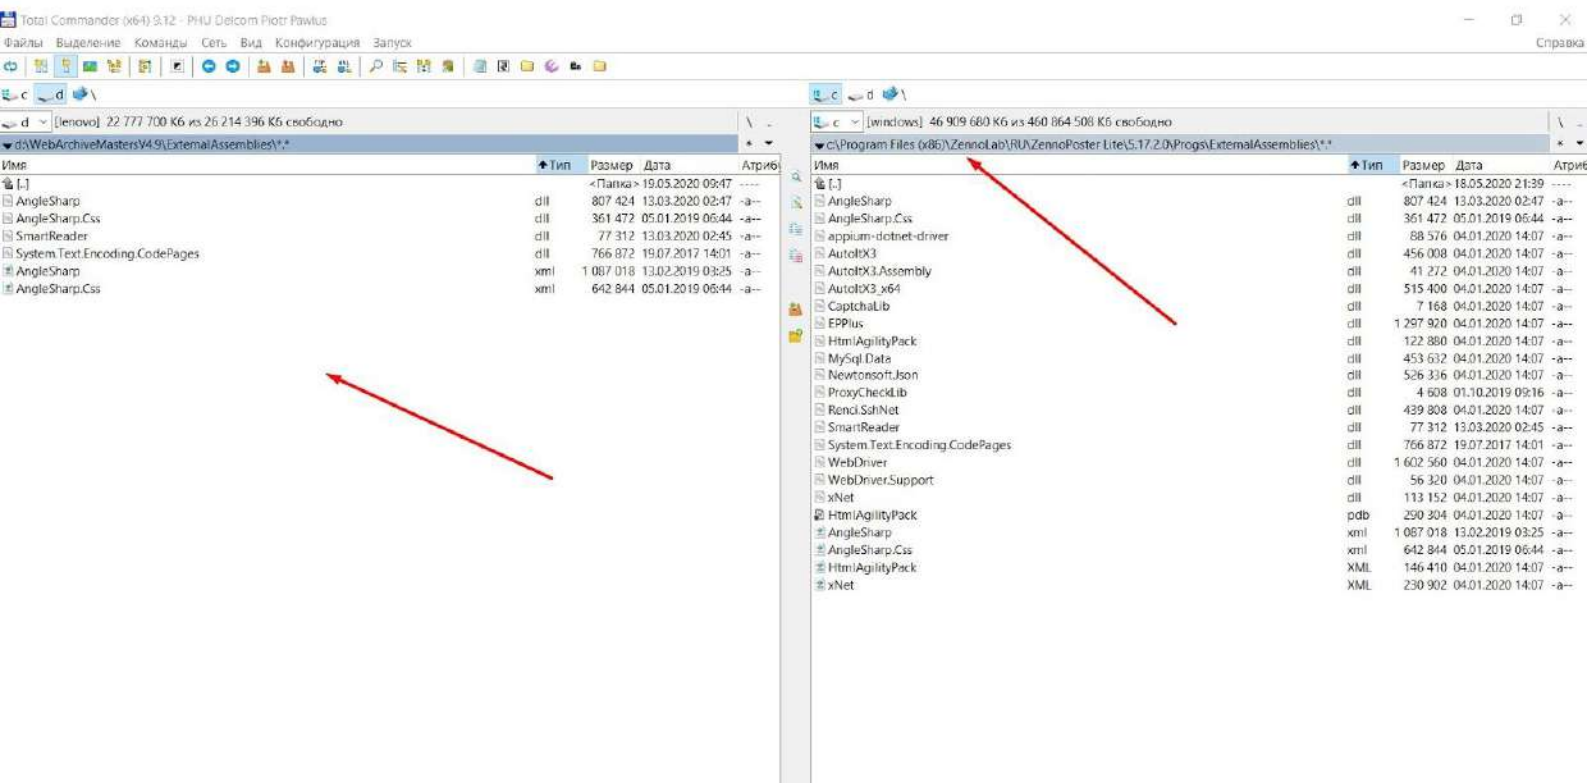 Total Commander (x64) 9.12 - PHU Delcom Piotr Pawlus
Файлы Выделение Команды Сеть Вид Конфигурация Запуск Справка
c d \
c d \
d [lenovo] 22 777 700 Кб из 26 214 396 Кб свободно \ ..
c [windows] 46 909 680 Кб из 460 864 508 Кб свободно \ ..
d:\WebArchiveMastersV4.9\ExternalAssemblies\*.* * 
c:\Program Files (x86)\ZennoLab\RU\ZennoPoster Lite\5.17.2.0\Progs\ExternalAssemblies\*.* *
Имя Тип Размер Дата Атрибу
[..] <Папка> 19.05.2020 09:47 ----
AngleSharp dll 807 424 13.03.2020 02:47 -a--
AngleSharp.Css dll 361 472 05.01.2019 06:44 -a--
SmartReader dll 77 312 13.03.2020 02:45 -a--
System.Text.Encoding.CodePages dll 766 872 19.07.2017 14:01 -a--
AngleSharp xml 1 087 018 13.02.2019 03:25 -a--
AngleSharp.Css xml 642 844 05.01.2019 06:44 -a--
Имя Тип Размер Дата Атриб
[..] <Папка> 18.05.2020 21:39 ----
AngleSharp dll 807 424 13.03.2020 02:47 -a--
AngleSharp.Css dll 361 472 05.01.2019 06:44 -a--
appium-dotnet-driver dll 88 576 04.01.2020 14:07 -a--
AutoItX3 dll 456 008 04.01.2020 14:07 -a--
AutoItX3.Assembly dll 41 272 04.01.2020 14:07 -a--
AutoItX3_x64 dll 515 400 04.01.2020 14:07 -a--
CaptchaLib dll 7 168 04.01.2020 14:07 -a--
EPPlus dll 1 297 920 04.01.2020 14:07 -a--
HtmlAgilityPack dll 122 880 04.01.2020 14:07 -a--
MySql.Data dll 453 632 04.01.2020 14:07 -a--
Newtonsoft.Json dll 526 336 04.01.2020 14:07 -a--
ProxyCheckLib dll 4 608 01.10.2019 09:16 -a--
Renci.SshNet dll 439 808 04.01.2020 14:07 -a--
SmartReader dll 77 312 13.03.2020 02:45 -a--
System.Text.Encoding.CodePages dll 766 872 19.07.2017 14:01 -a--
WebDriver dll 1 602 560 04.01.2020 14:07 -a--
WebDriver.Support dll 56 320 04.01.2020 14:07 -a--
xNet dll 113 152 04.01.2020 14:07 -a--
HtmlAgilityPack pdb 290 304 04.01.2020 14:07 -a--
AngleSharp xml 1 087 018 13.02.2019 03:25 -a--
AngleSharp.Css xml 642 844 05.01.2019 06:44 -a--
HtmlAgilityPack XML 146 410 04.01.2020 14:07 -a--
xNet XML 230 902 04.01.2020 14:07 -a--